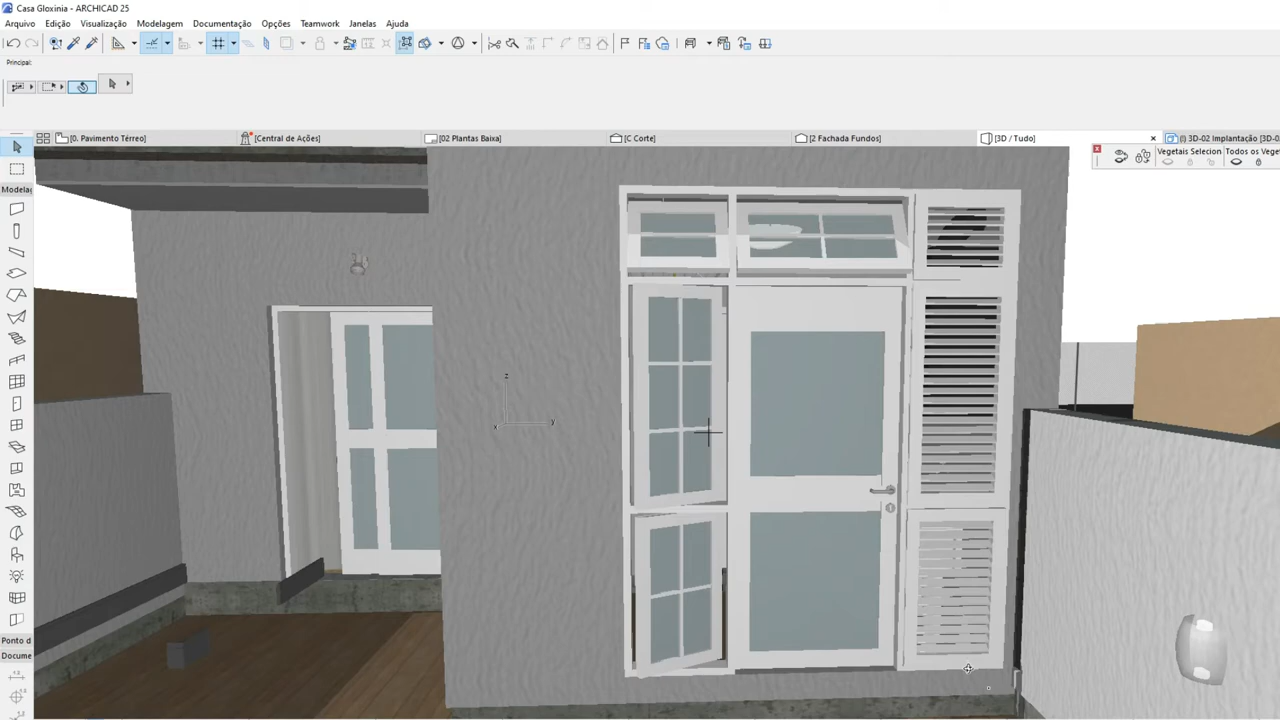 Casa Gloxinia - ARCHICAD 25
Arquivo Edição Visualização Modelagem Documentação Opções Teamwork Janelas Ajuda
Principal:
[0. Pavimento Térreo] [Central de Ações] [02 Plantas Baixa] [C Corte] [2 Fachada Fundos] [3D / Tudo] (I) 3D-02 Implantação [3D-0
Vegetais Selecion Todos os Veget
Modelag
z
x y
Ponto d
Docume